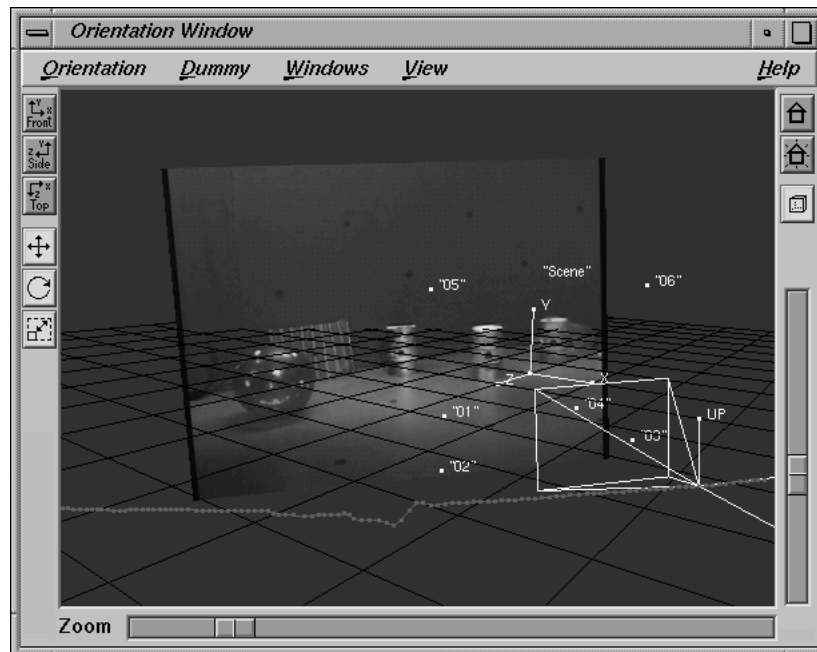 Orientation Window
Orientation Dummy Windows View Help
Y
X
Front
Z Y
Side
X
Z
Top
"Scene"
"05"
"06"
Y
Z
X
"04"
"01"
UP
"03"
"02"
Zoom